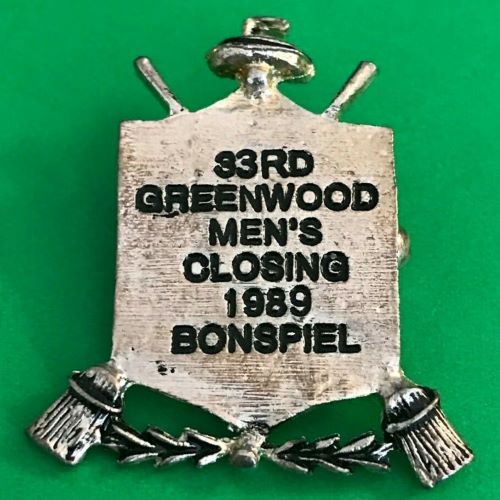 33RD
GREENWOOD
MEN'S
CLOSING
1989
BONSPIEL